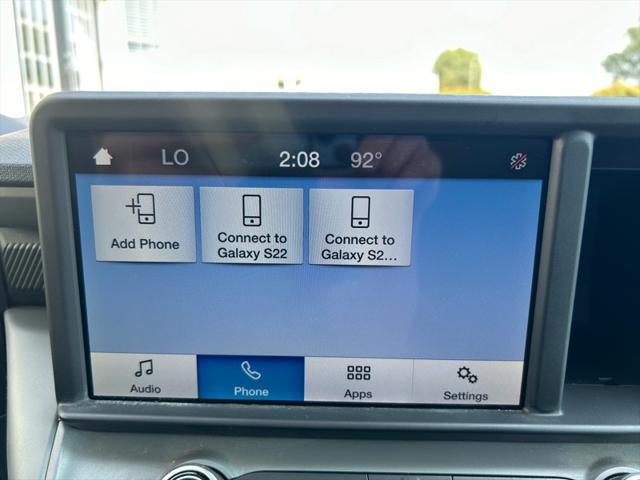 LO 2:08 92°
Add Phone
Connect to
Galaxy S22
Connect to
Galaxy S2...
Audio
Phone
Apps
Settings